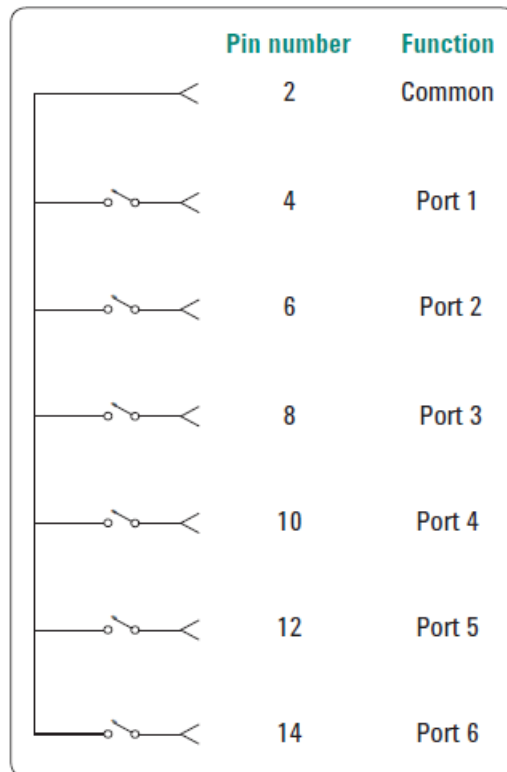 Pin number Function
2 Common
4 Port 1
6 Port 2
8 Port 3
10 Port 4
12 Port 5
14 Port 6